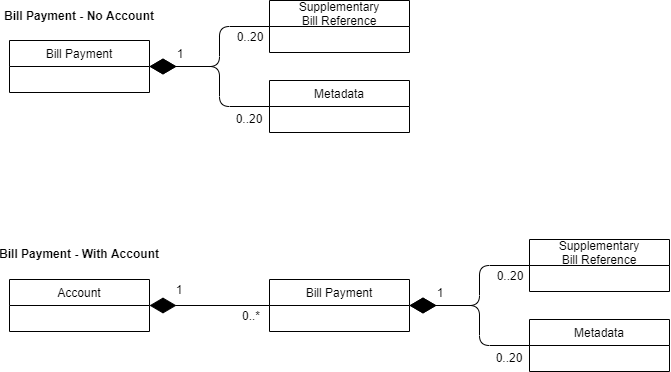 Bill Payment - No Account
Supplementary
Bill Reference
0..20
Bill Payment
1
Metadata
0..20
Bill Payment - With Account
Supplementary
Bill Reference
0..20
Account
1
0..*
Bill Payment
1
Metadata
0..20